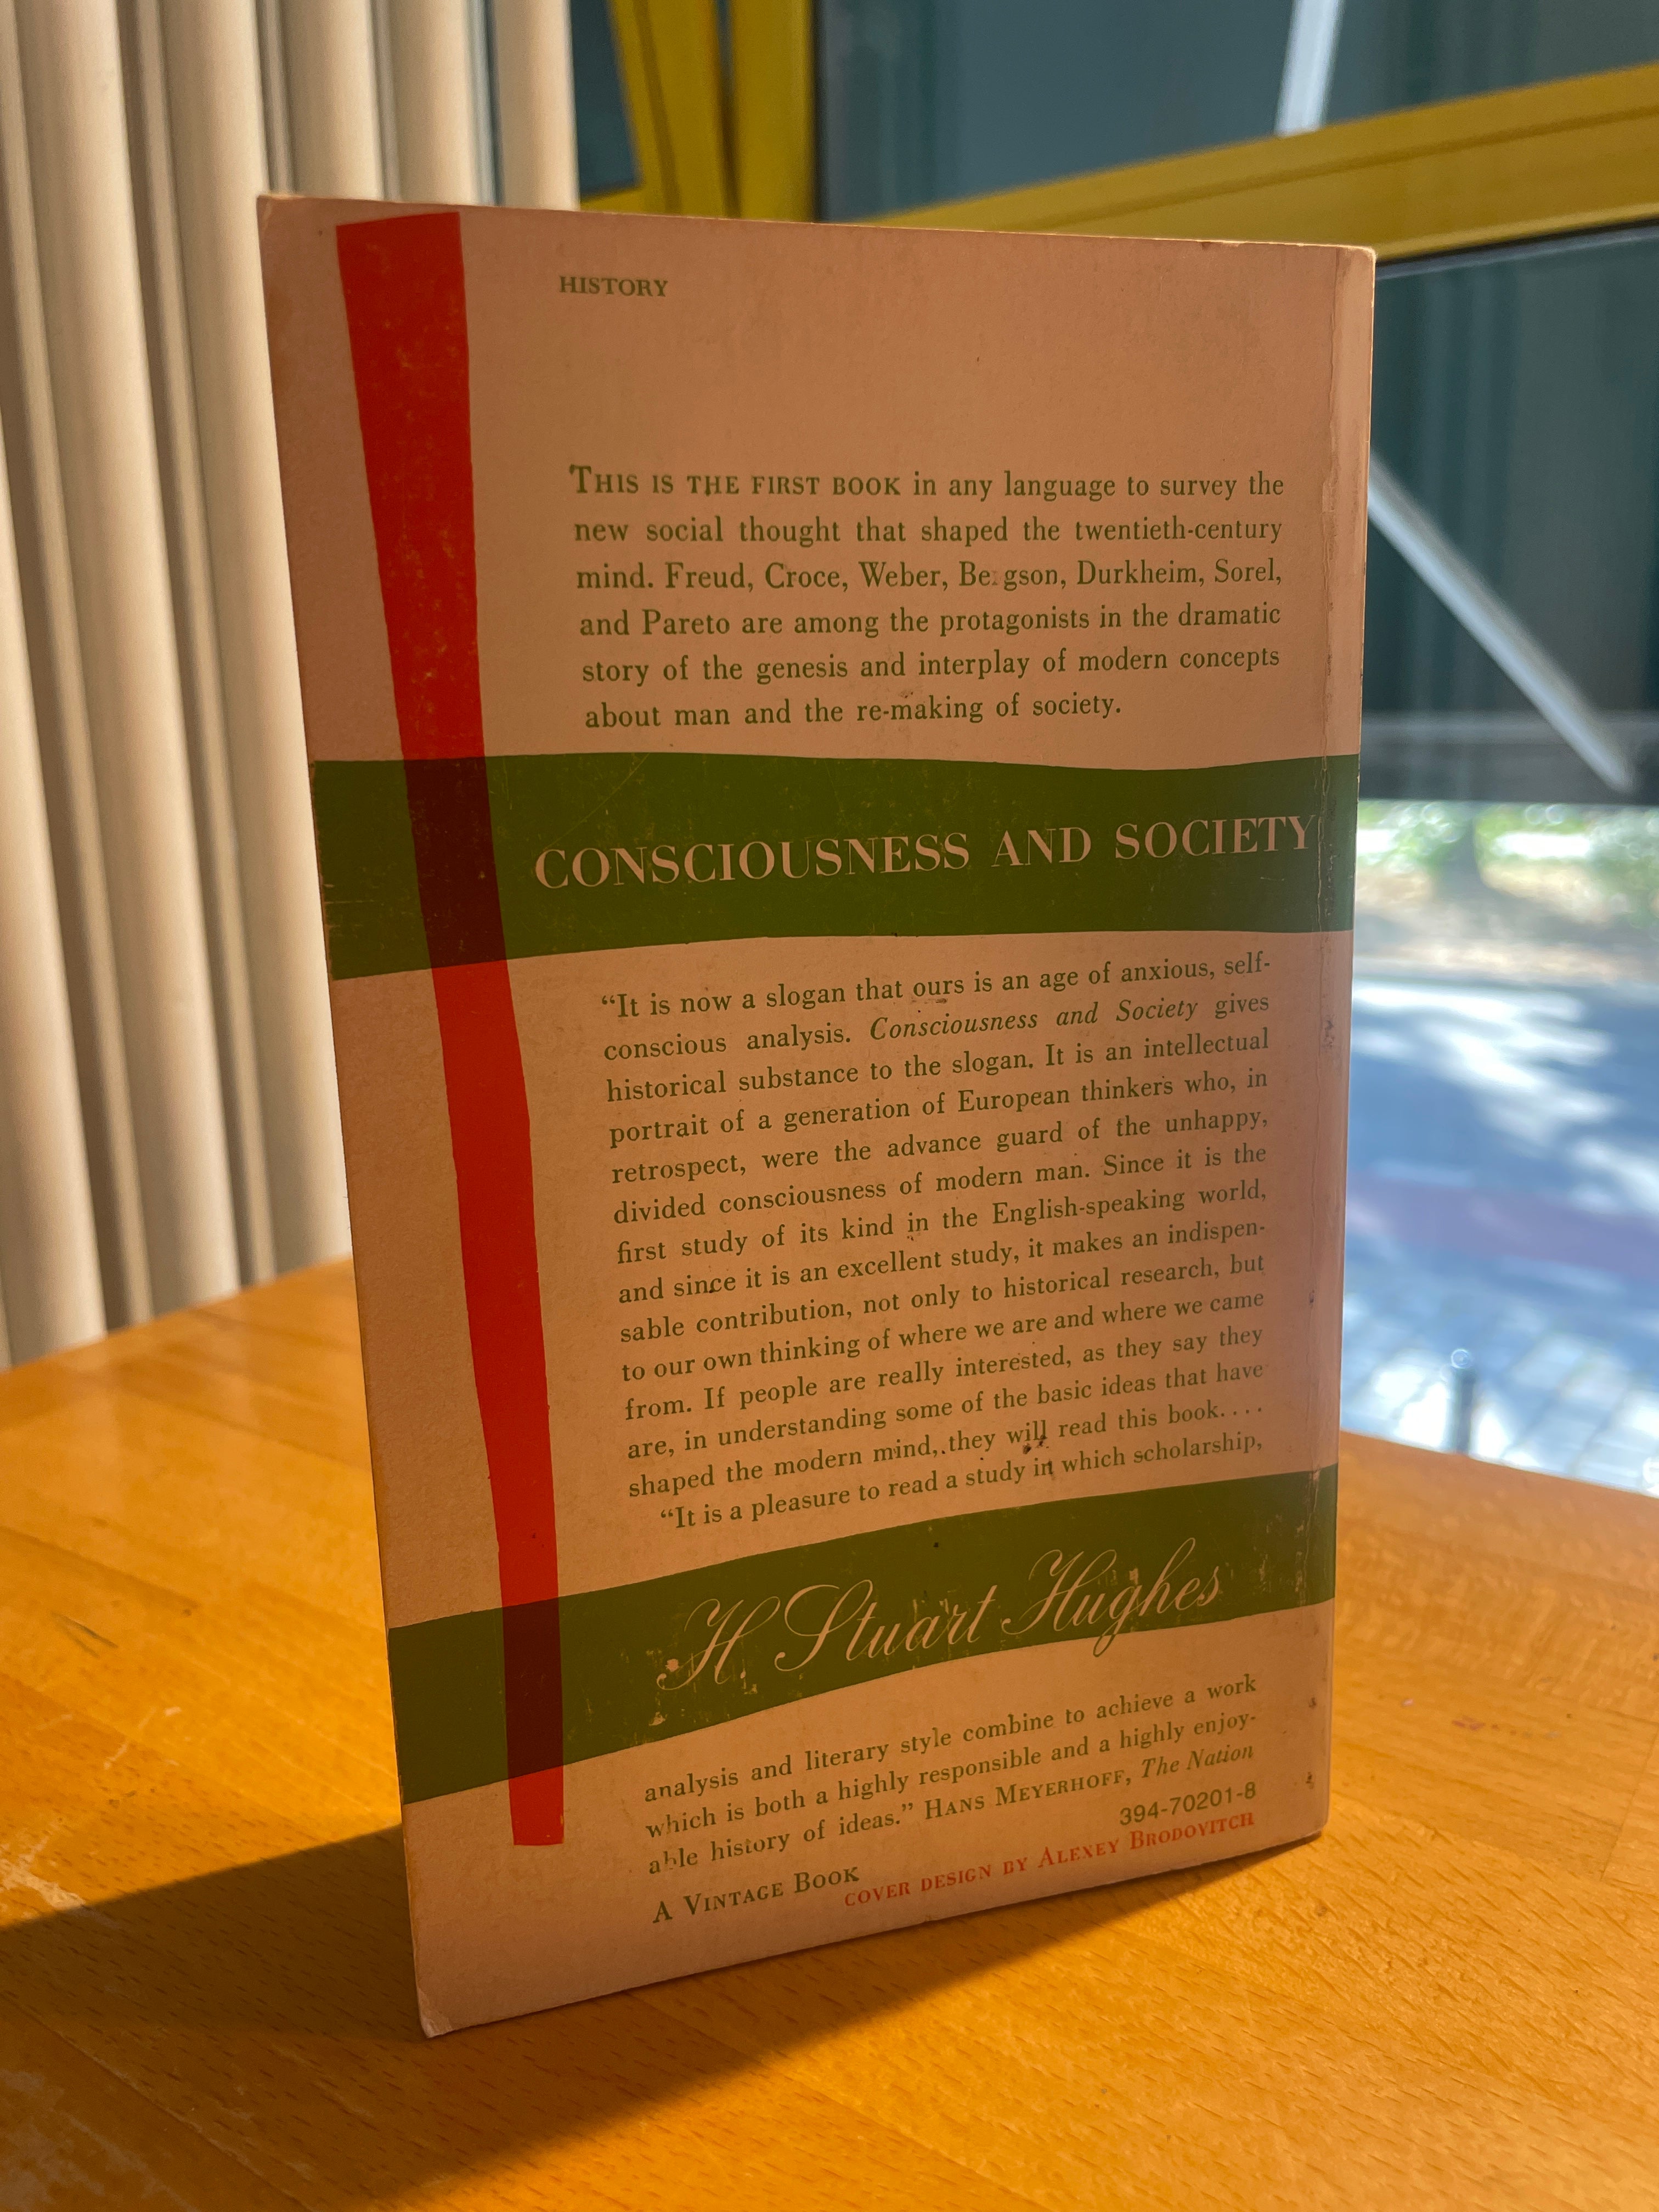 HISTORY
THIS IS THE FIRST BOOK in any language to survey the
new social thought that shaped the twentieth-century
mind. Freud, Croce, Weber, Bergson, Durkheim, Sorel,
and Pareto are among the protagonists in the dramatic
story of the genesis and interplay of modern concepts
about man and the re-making of society.
CONSCIOUSNESS AND SOCIETY
“It is now a slogan that ours is an age of anxious, self-
conscious analysis. Consciousness and Society gives
historical substance to the slogan. It is an intellectual
portrait of a generation of European thinkers who, in
retrospect, were the advance guard of the unhappy,
divided consciousness of modern man. Since it is the
first study of its kind in the English-speaking world,
and since it is an excellent study, it makes an indispen-
sable contribution, not only to historical research, but
to our own thinking of where we are and where we came
from. If people are really interested, as they say they
are, in understanding some of the basic ideas that have
shaped the modern mind, they will read this book....
“It is a pleasure to read a study in which scholarship,
H. Stuart Hughes
analysis and literary style combine to achieve a work
which is both a highly responsible and a highly enjoy-
able history of ideas.” HANS MEYERHOFF, The Nation
394-70201-8
A VINTAGE BOOK
COVER DESIGN BY ALEXEY BRODOVITCH